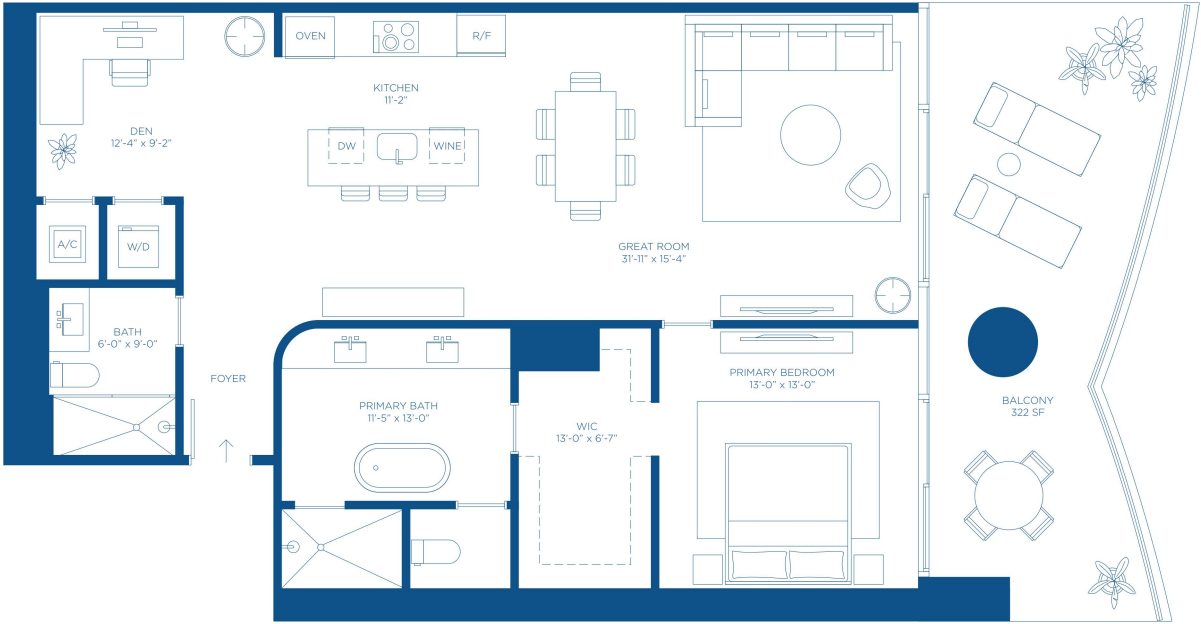 OVEN
R/F
KITCHEN
11'-2"
DEN
12'-4" x 9'-2"
DW
WINE
A/C
W/D
GREAT ROOM
31'-11" x 15'-4"
BATH
6'-0" x 9'-0"
FOYER
PRIMARY BATH
11'-5" x 13'-0"
WIC
13'-0" x 6'-7"
PRIMARY BEDROOM
13'-0" x 13'-0"
BALCONY
322 SF